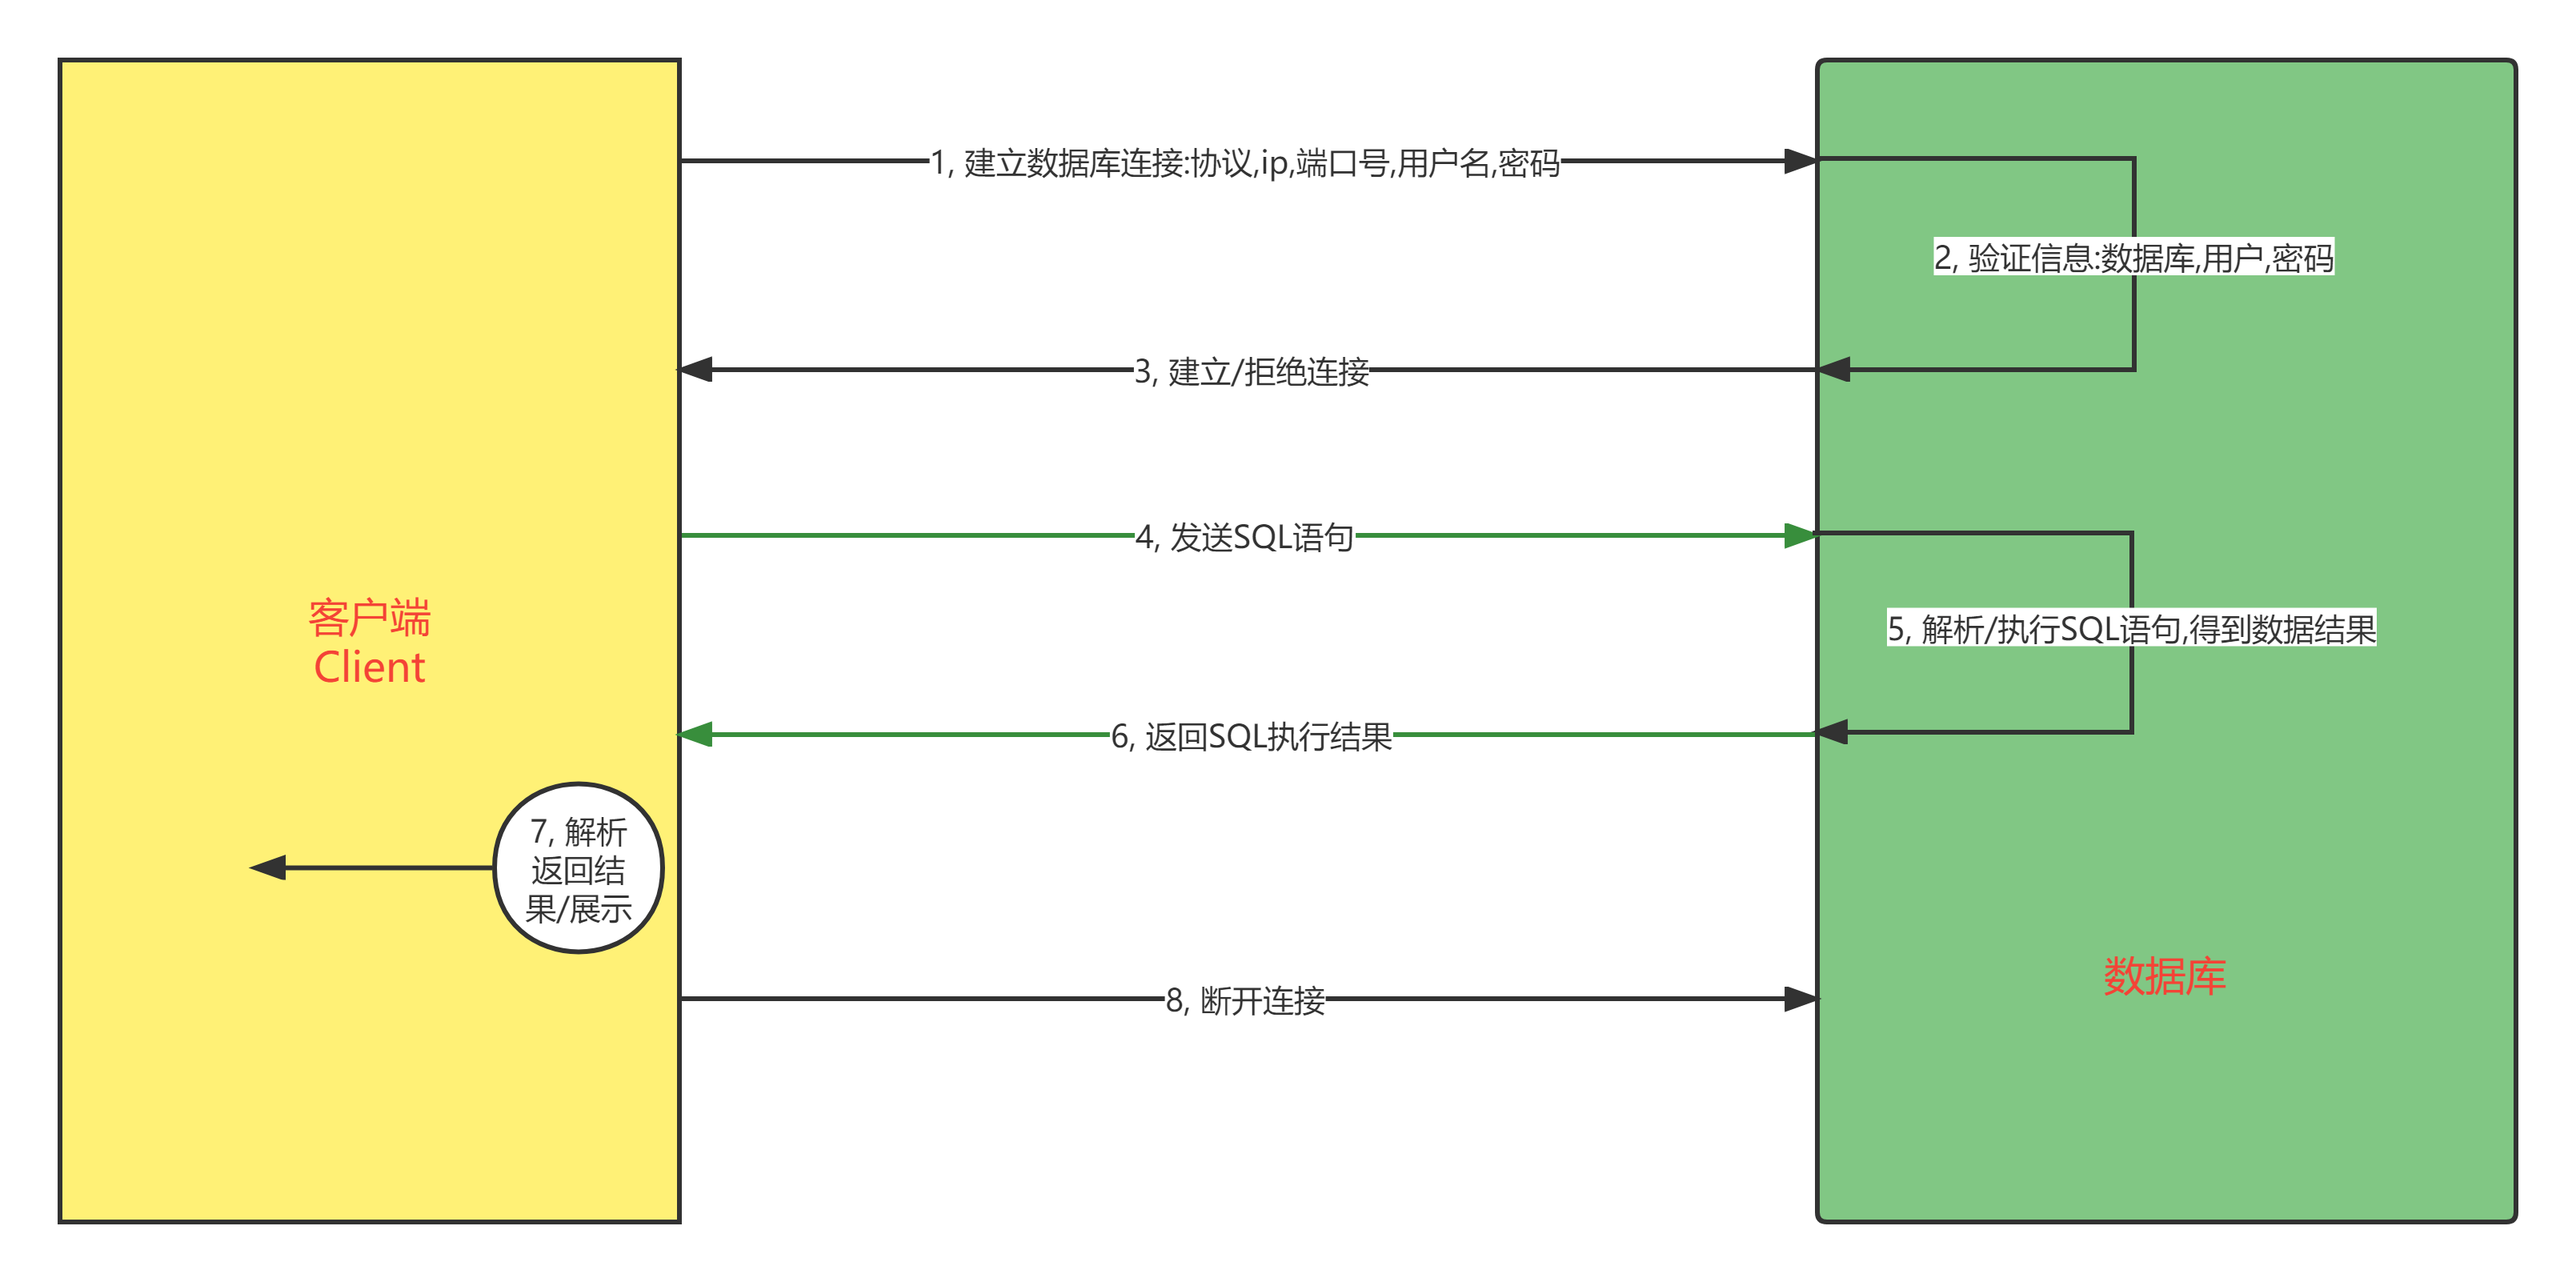 1, 建立数据库连接:协议,ip,端口号,用户名,密码
2, 验证信息:数据库,用户,密码
3, 建立/拒绝连接
4, 发送SQL语句
客户端
Client
5, 解析/执行SQL语句,得到数据结果
6, 返回SQL执行结果
7, 解析
返回结
果/展示
数据库
8, 断开连接